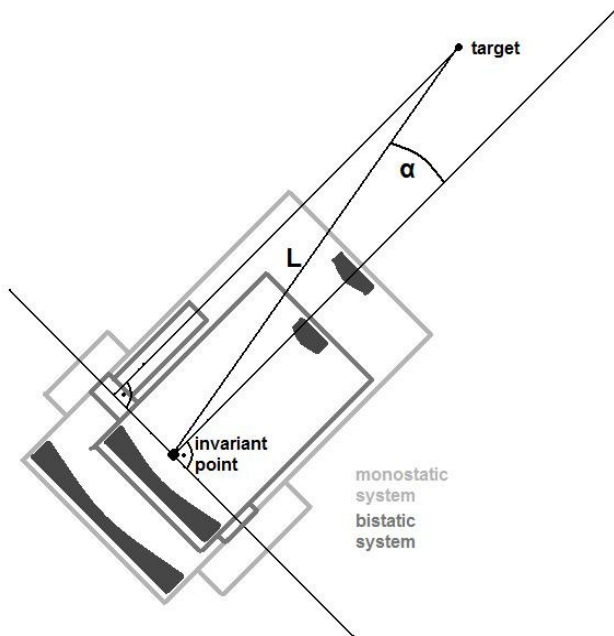 target
α
L
invariant
point
monostatic
system
bistatic
system